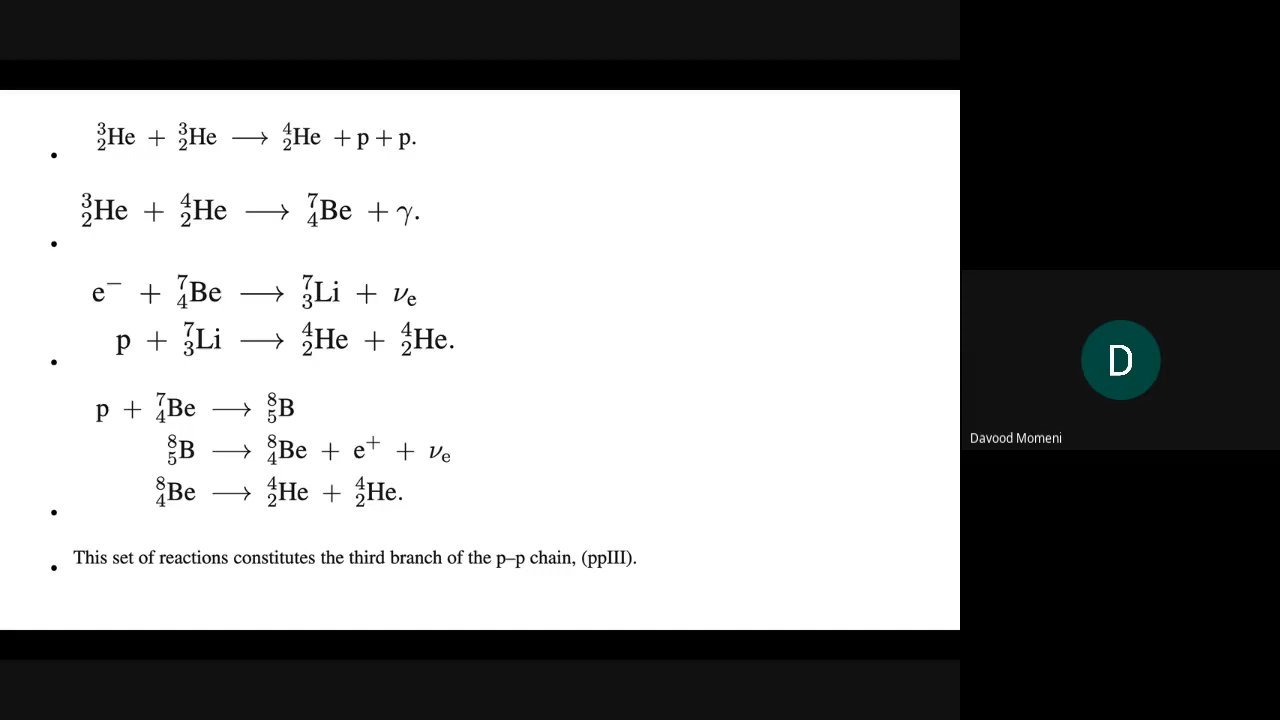 ³₂He + ³₂He ⟶ ⁴₂He + p + p.
³₂He + ⁴₂He ⟶ ⁷₄Be + γ.
e⁻ + ⁷₄Be ⟶ ⁷₃Li + νₑ
p + ⁷₃Li ⟶ ⁴₂He + ⁴₂He.
p + ⁷₄Be ⟶ ⁸₅B
⁸₅B ⟶ ⁸₄Be + e⁺ + νₑ
⁸₄Be ⟶ ⁴₂He + ⁴₂He.
This set of reactions constitutes the third branch of the p–p chain, (ppIII).
D
Davood Momeni